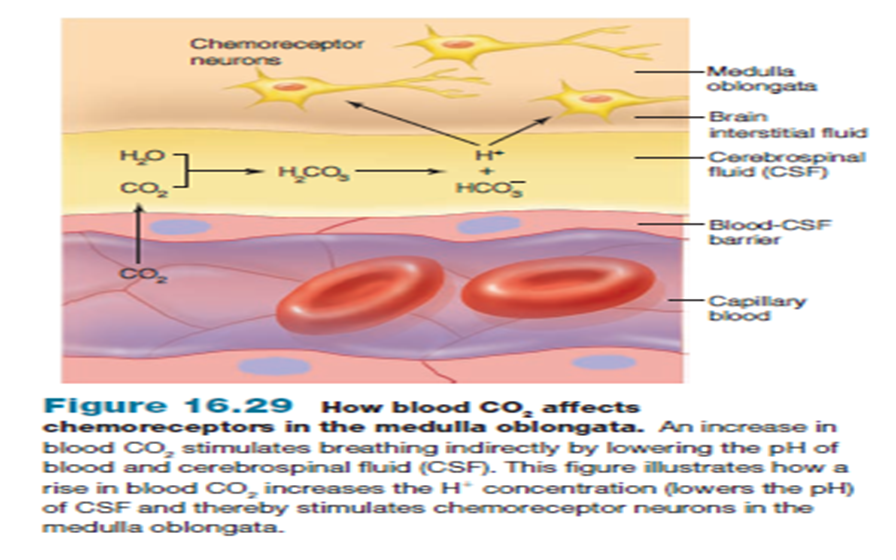 Chemoreceptor
neurons
Medulla
oblongata
Brain
interstitial fluid
Cerebrospinal
fluid (CSF)
H₂O
CO₂
H₂CO₃
H⁺
+
HCO₃⁻
Blood-CSF
barrier
CO₂
Capillary
blood
Figure 16.29 How blood CO₂ affects
chemoreceptors in the medulla oblongata. An increase in
blood CO₂ stimulates breathing indirectly by lowering the pH of
blood and cerebrospinal fluid (CSF). This figure illustrates how a
rise in blood CO₂ increases the H⁺ concentration (lowers the pH)
of CSF and thereby stimulates chemoreceptor neurons in the
medulla oblongata.